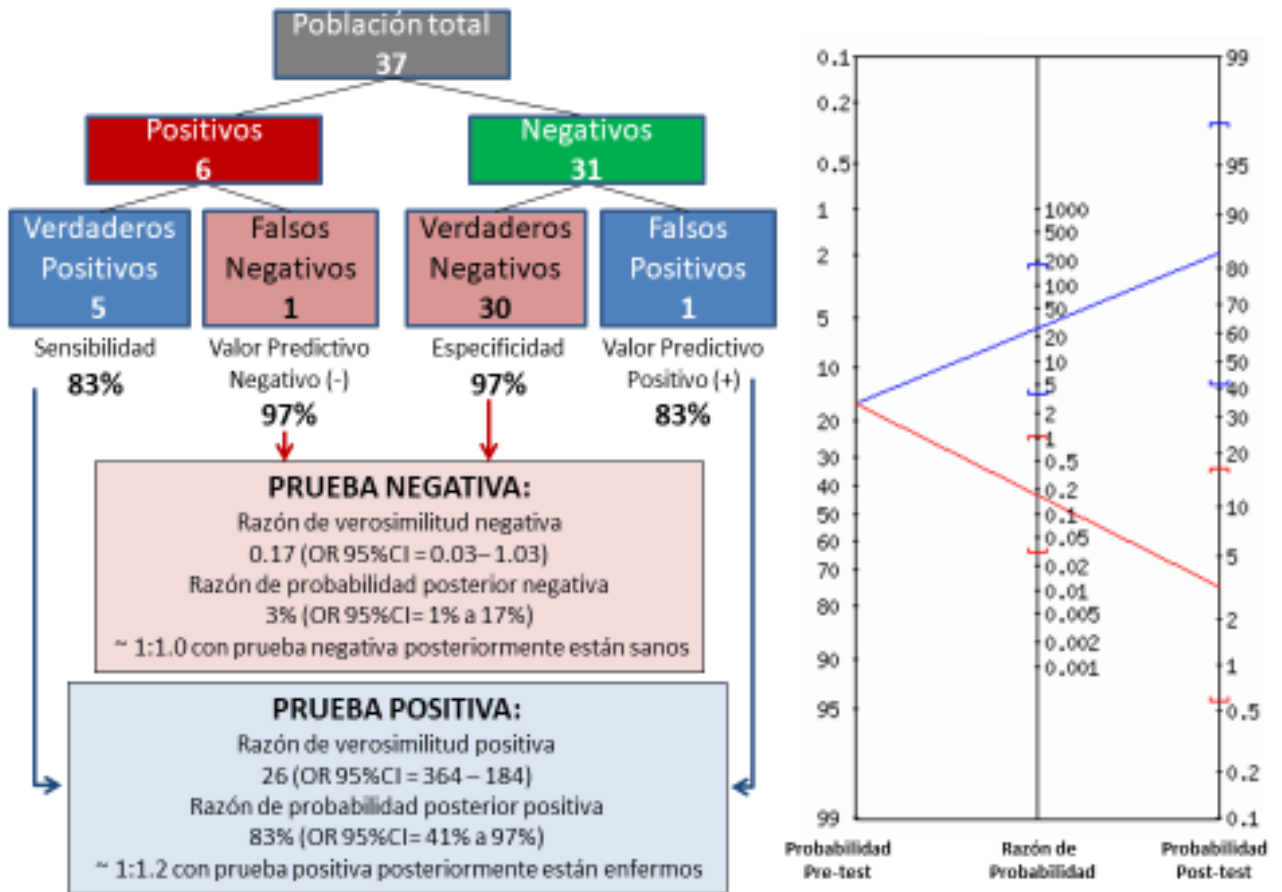 Población total
37
Positivos
6
Negativos
31
Verdaderos
Positivos
5
Falsos
Negativos
1
Verdaderos
Negativos
30
Falsos
Positivos
1
Sensibilidad
83%
Valor Predictivo
Negativo (-)
97%
Especificidad
97%
Valor Predictivo
Positivo (+)
83%
PRUEBA NEGATIVA:
Razón de verosimilitud negativa
0.17 (OR 95%CI = 0.03– 1.03)
Razón de probabilidad posterior negativa
3% (OR 95%CI= 1% a 17%)
~ 1:1.0 con prueba negativa posteriormente están sanos
PRUEBA POSITIVA:
Razón de verosimilitud positiva
26 (OR 95%CI = 364 – 184)
Razón de probabilidad posterior positiva
83% (OR 95%CI= 41% a 97%)
~ 1:1.2 con prueba positiva posteriormente están enfermos
0.1
0.2
0.5
1
2
5
10
20
30
40
50
60
70
80
90
95
99
Probabilidad
Pre-test
1000
500
200
100
50
20
10
5
2
1
0.5
0.2
0.1
0.05
0.02
0.01
0.005
0.002
0.001
Razón de
Probabilidad
99
95
90
80
70
60
50
40
30
20
10
5
2
1
0.5
0.2
0.1
Probabilidad
Post-test